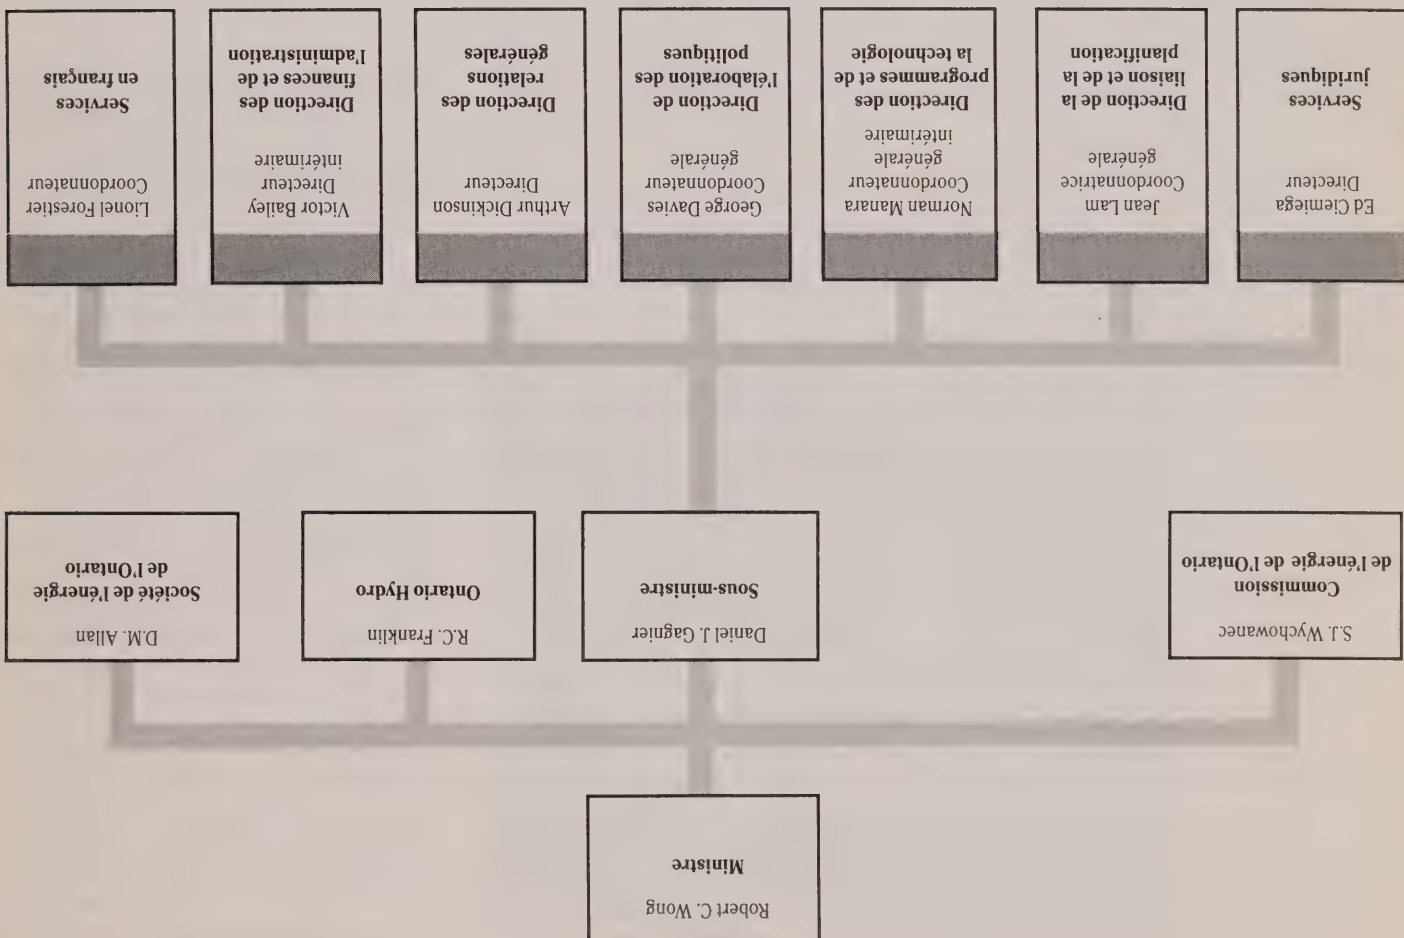 Robert C. Wong
Ministre
S.J. Wychowanec
Commission
de l'énergie de l'Ontario
Daniel J. Gagnier
Sous-ministre
R.C. Franklin
Ontario Hydro
D.M. Allan
Société de l'énergie
de l'Ontario
Ed Ciemiega
Directeur
Services
juridiques
Jean Lam
Coordonnatrice
générale
Direction de la
liaison et de la
planification
Norman Manara
Coordonnateur
générale
intérimaire
Direction des
programmes et de
la technologie
George Davies
Coordonnateur
générale
Direction de
l'élaboration des
politiques
Arthur Dickinson
Directeur
Direction des
relations
générales
Victor Bailey
Directeur
intérimaire
Direction des
finances et de
l'administration
Lionel Forestier
Coordonnateur
Services
en français